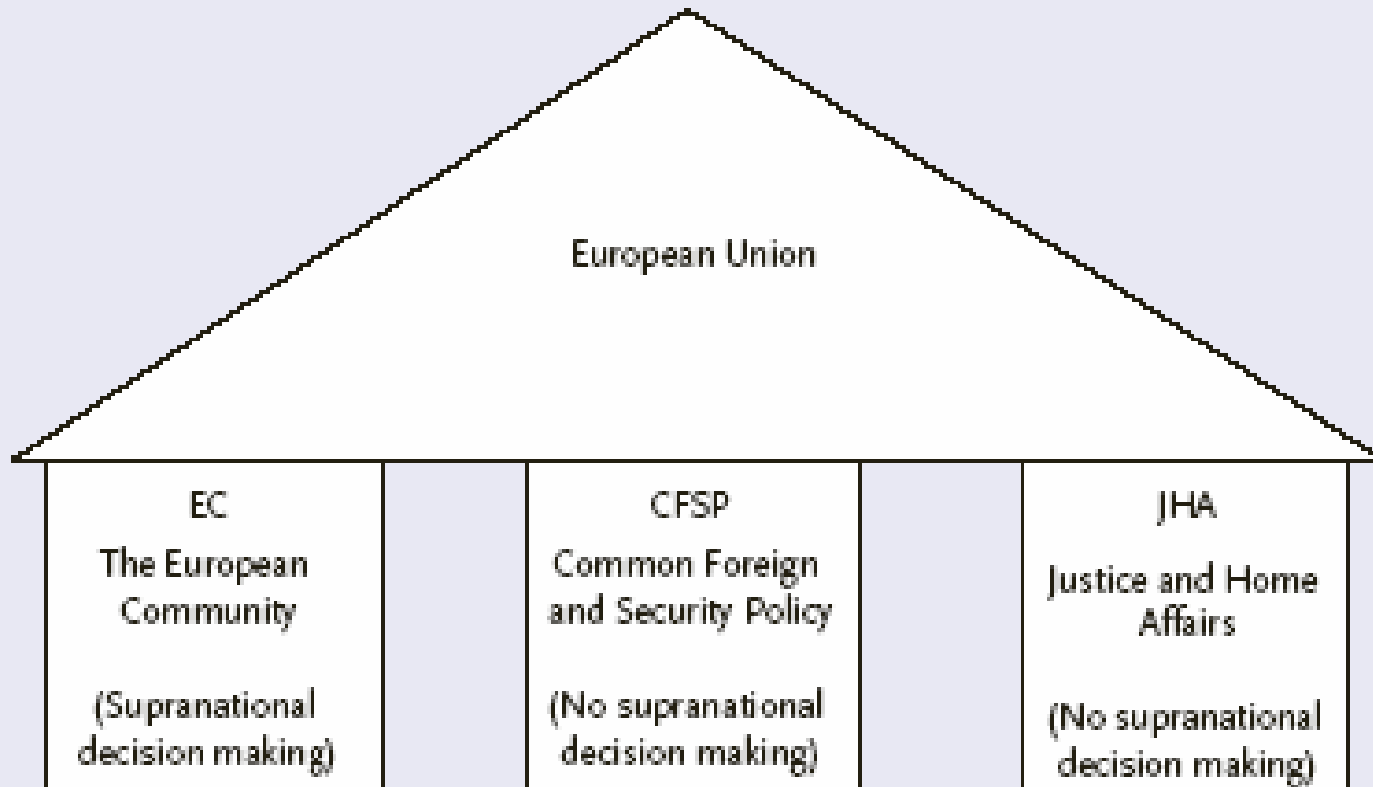 European Union
EC
The European
Community
(Supranational
decision making)
CFSP
Common Foreign
and Security Policy
(No supranational
decision making)
JHA
Justice and Home
Affairs
(No supranational
decision making)